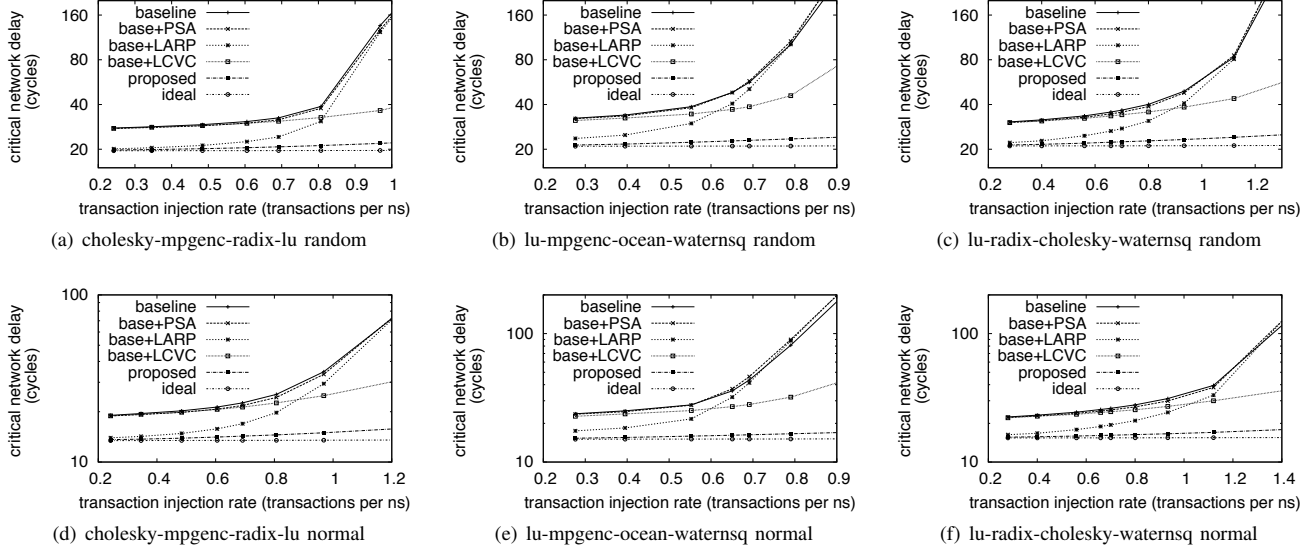 critical network delay
(cycles)
160
80
40
20
baseline
base+PSA
base+LARP
base+LCVC
proposed
ideal
0.2 0.3 0.4 0.5 0.6 0.7 0.8 0.9 1
transaction injection rate (transactions per ns)
(a) cholesky-mpgenc-radix-lu random
critical network delay
(cycles)
160
80
40
20
baseline
base+PSA
base+LARP
base+LCVC
proposed
ideal
0.2 0.3 0.4 0.5 0.6 0.7 0.8 0.9
transaction injection rate (transactions per ns)
(b) lu-mpgenc-ocean-waternsq random
critical network delay
(cycles)
160
80
40
20
baseline
base+PSA
base+LARP
base+LCVC
proposed
ideal
0.2 0.4 0.6 0.8 1 1.2
transaction injection rate (transactions per ns)
(c) lu-radix-cholesky-waternsq random
critical network delay
(cycles)
100
10
baseline
base+PSA
base+LARP
base+LCVC
proposed
ideal
0.2 0.3 0.4 0.5 0.6 0.7 0.8 0.9 1 1.1 1.2
transaction injection rate (transactions per ns)
(d) cholesky-mpgenc-radix-lu normal
critical network delay
(cycles)
100
10
baseline
base+PSA
base+LARP
base+LCVC
proposed
ideal
0.2 0.3 0.4 0.5 0.6 0.7 0.8 0.9
transaction injection rate (transactions per ns)
(e) lu-mpgenc-ocean-waternsq normal
critical network delay
(cycles)
100
10
baseline
base+PSA
base+LARP
base+LCVC
proposed
ideal
0.2 0.4 0.6 0.8 1 1.2 1.4
transaction injection rate (transactions per ns)
(f) lu-radix-cholesky-waternsq normal